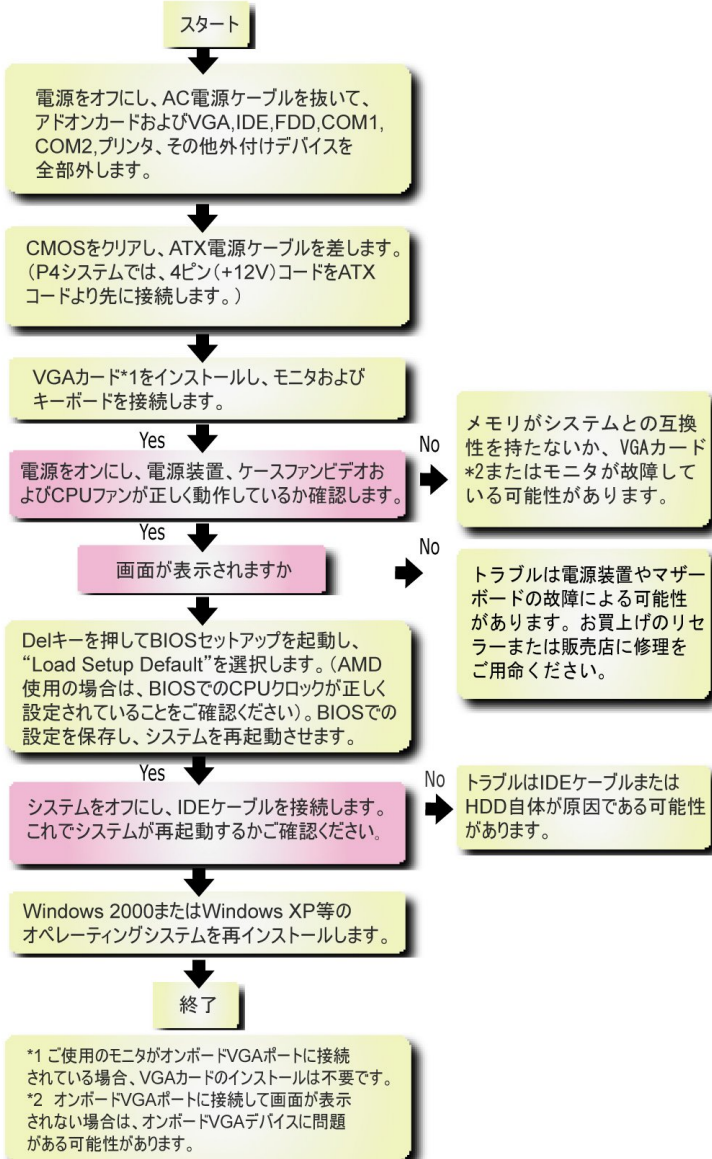 スタート
電源をオフにし、AC電源ケーブルを抜いて、
アドオンカードおよびVGA,IDE,FDD,COM1,
COM2,プリンタ、その他外付けデバイスを
全部外します。
CMOSをクリアし、ATX電源ケーブルを差します。
(P4システムでは、4ピン(+12V)コードをATX
コードより先に接続します。)
VGAカード*1をインストールし、モニタおよび
キーボードを接続します。
Yes
No
電源をオンにし、電源装置、ケースファンビデオお
よびCPUファンが正しく動作しているか確認します。
メモリがシステムとの互換
性を持たないか、VGAカード
*2またはモニタが故障して
いる可能性があります。
Yes
No
画面が表示されますか
トラブルは電源装置やマザー
ボードの故障による可能性
があります。お買上げのリセ
ラーまたは販売店に修理を
ご用命ください。
Delキーを押してBIOSセットアップを起動し、
“Load Setup Default”を選択します。(AMD
使用の場合は、BIOSでのCPUクロックが正しく
設定されていることをご確認ください)。BIOSでの
設定を保存し、システムを再起動させます。
Yes
No
システムをオフにし、IDEケーブルを接続します。
これでシステムが再起動するかご確認ください。
トラブルはIDEケーブルまたは
HDD自体が原因である可能性
があります。
Windows 2000またはWindows XP等の
オペレーティングシステムを再インストールします。
終了
*1 ご使用のモニタがオンボードVGAポートに接続
されている場合、VGAカードのインストールは不要です。
*2 オンボードVGAポートに接続して画面が表示
されない場合は、オンボードVGAデバイスに問題
がある可能性があります。